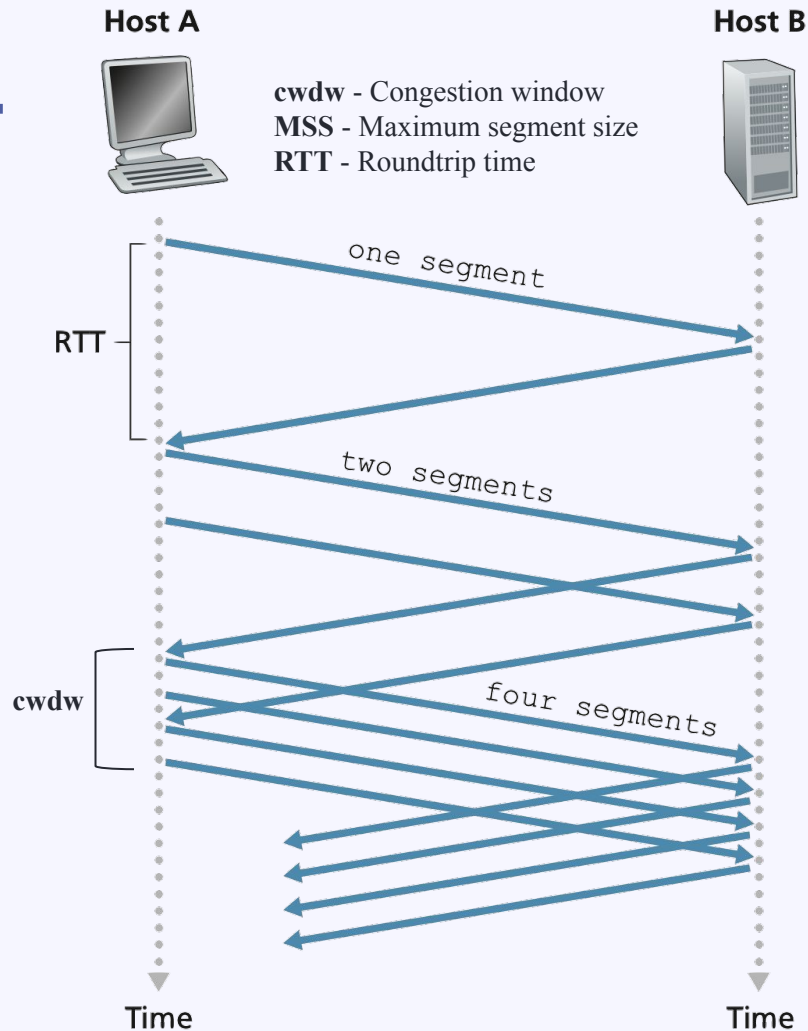 Host A
Host B
cwdw - Congestion window
MSS - Maximum segment size
RTT - Roundtrip time
one segment
RTT
two segments
cwdw
four segments
Time
Time